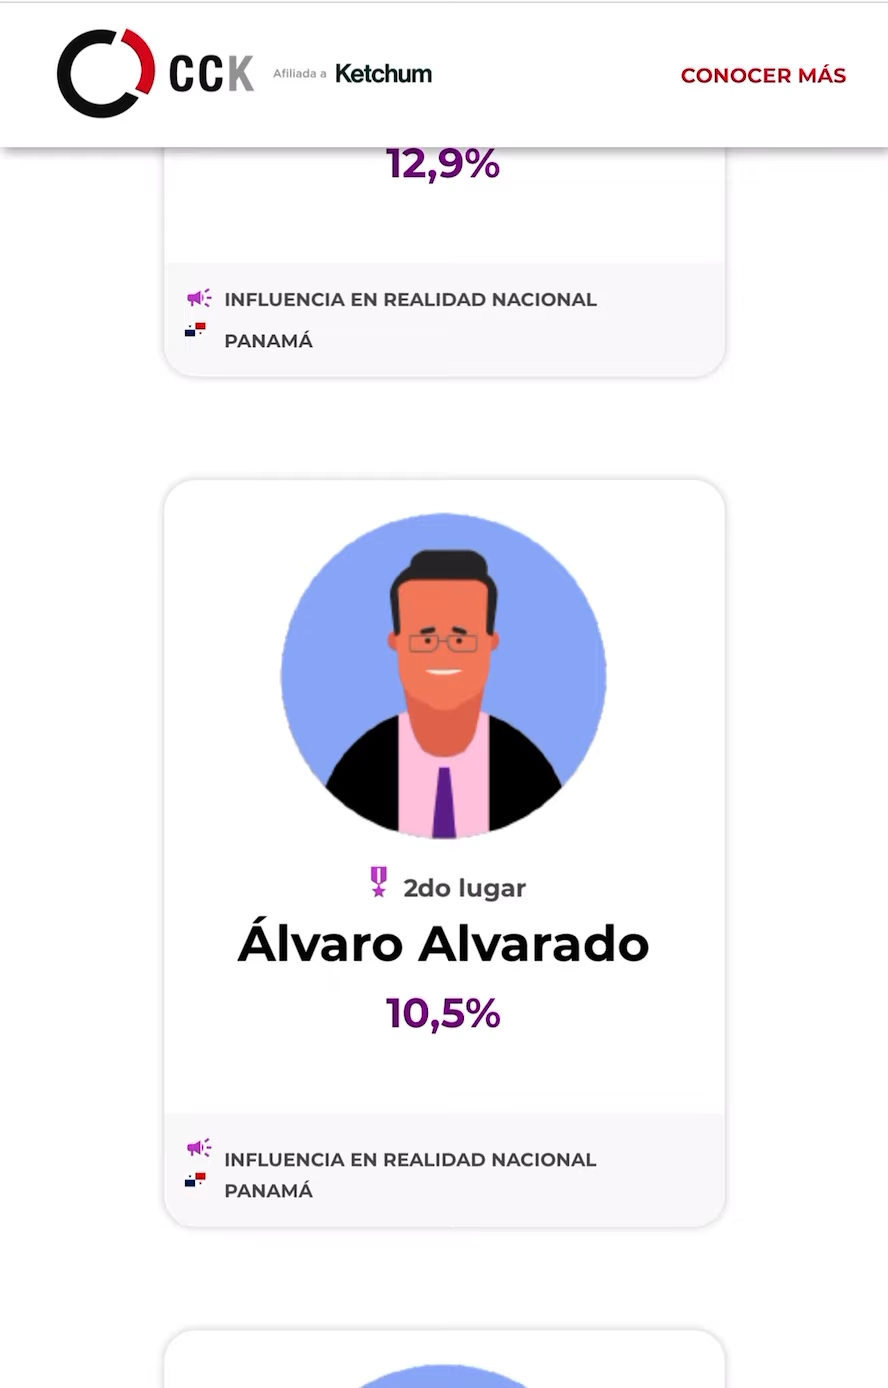 CCK Afiliada a Ketchum
CONOCER MÁS
12,9%
INFLUENCIA EN REALIDAD NACIONAL
PANAMÁ
2do lugar
Álvaro Alvarado
10,5%
INFLUENCIA EN REALIDAD NACIONAL
PANAMÁ